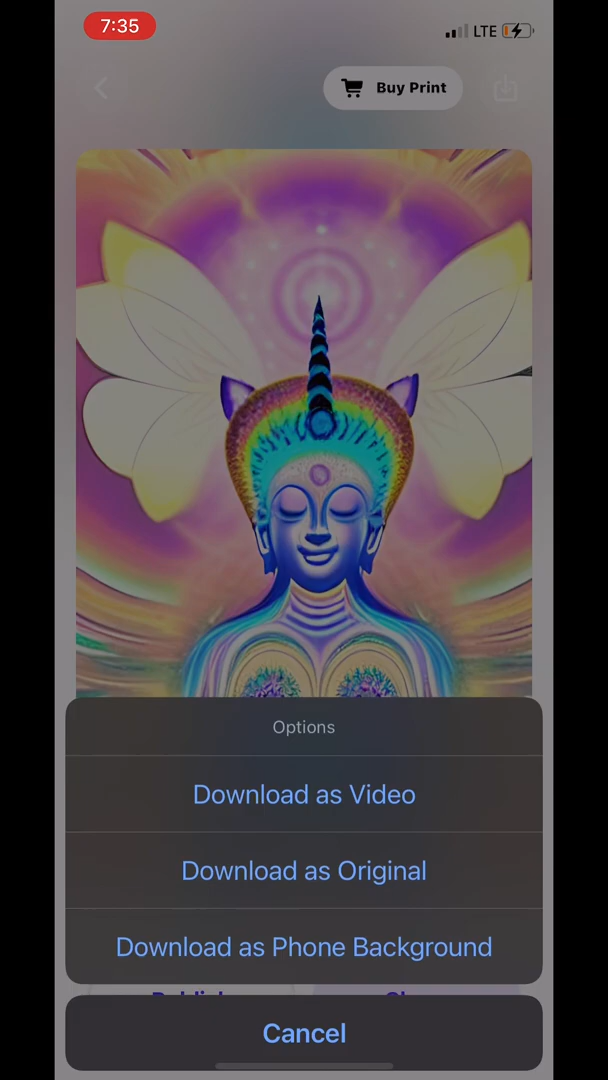 7:35
LTE
Buy Print
Options
Download as Video
Download as Original
Download as Phone Background
Cancel